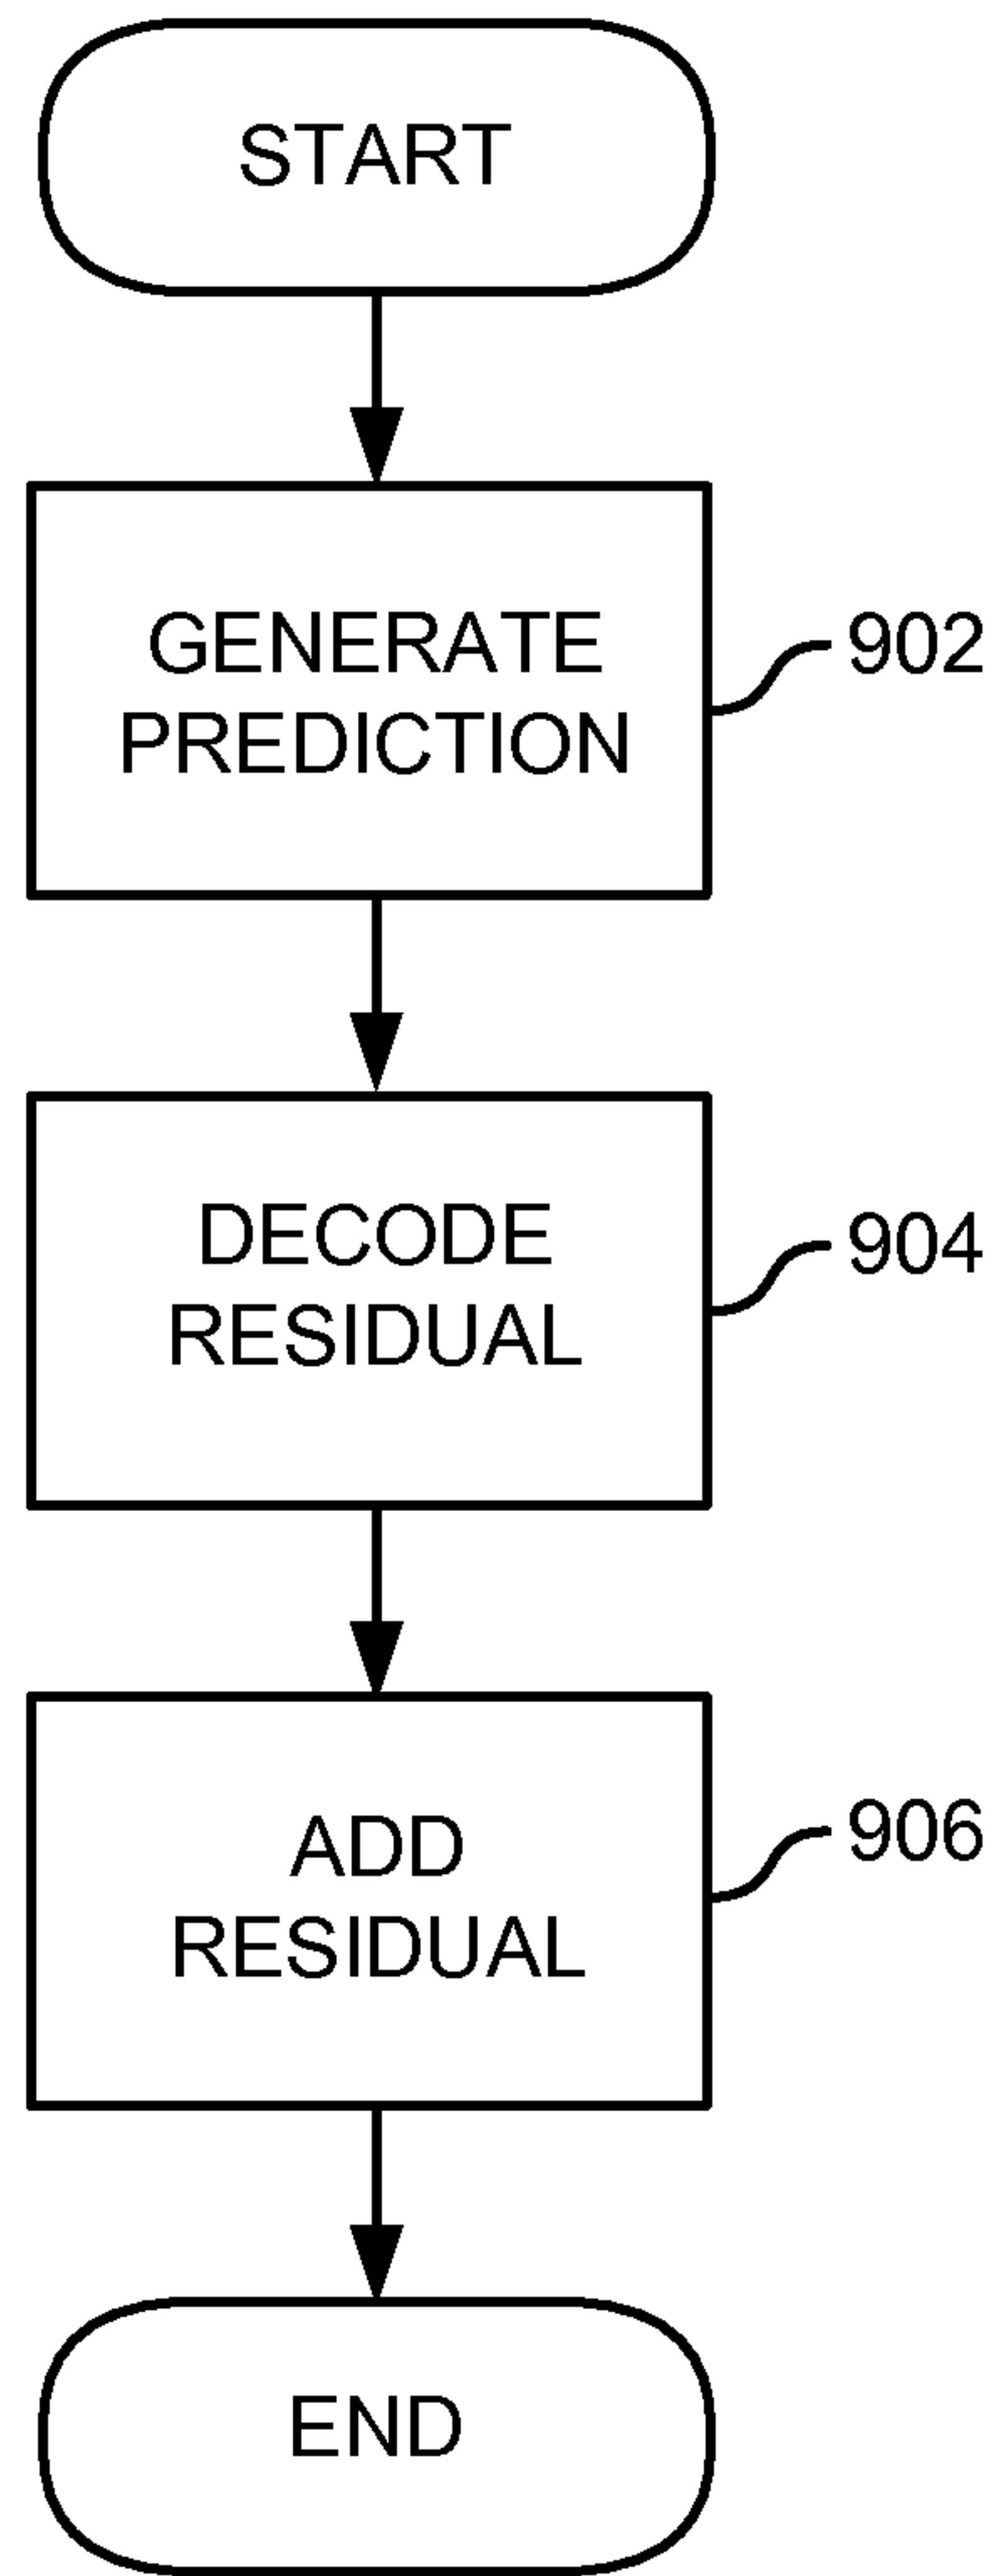 START
GENERATE
PREDICTION
902
DECODE
RESIDUAL
904
ADD
RESIDUAL
906
END